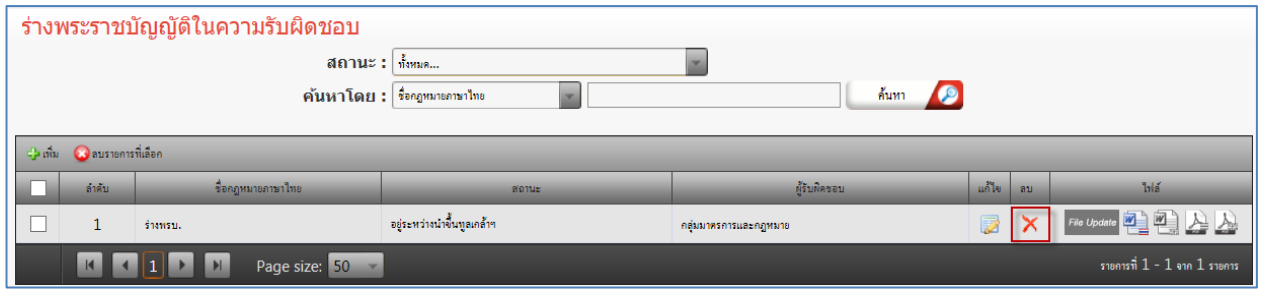 ร่างพระราชบัญญัติในความรับผิดชอบ
สถานะ : ทั้งหมด...
ค้นหาโดย : ชื่อกฎหมายภาษาไทย ค้นหา
เพิ่ม ลบรายการที่เลือก
ลำดับ ชื่อกฎหมายภาษาไทย สถานะ ผู้รับผิดชอบ แก้ไข ลบ ไฟล์
1 ร่างพรบ. อยู่ระหว่างนำขึ้นทูลเกล้าฯ กลุ่มมาตรการและกฎหมาย File Update
1 Page size: 50 รายการที่ 1 - 1 จาก 1 รายการ